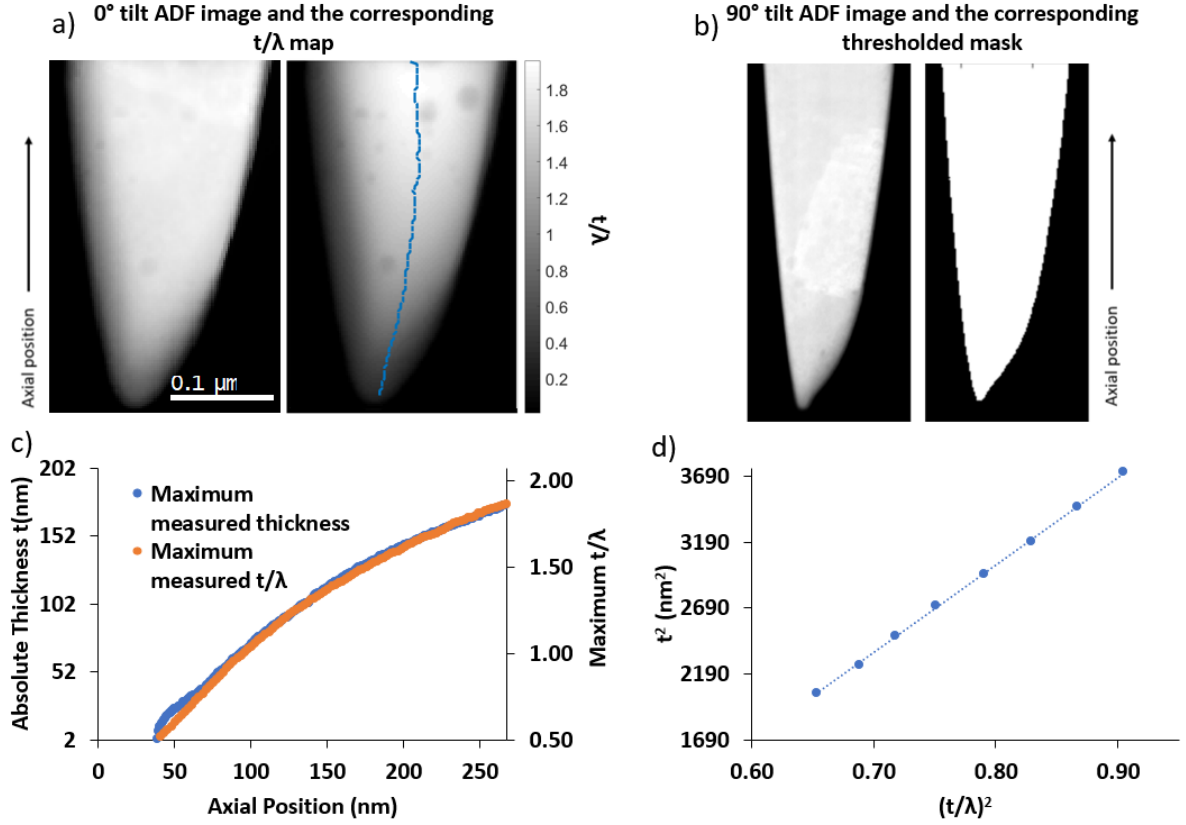 a)
0° tilt ADF image and the corresponding
t/λ map
b)
90° tilt ADF image and the corresponding
thresholded mask
Axial position
0.1 μm
1.8
1.6
1.4
1.2
1
0.8
0.6
0.4
0.2
t/λ
Axial position
c)
Absolute Thickness t(nm)
202
152
102
52
2
Maximum
measured thickness
Maximum
measured t/λ
2.00
1.50
1.00
0.50
Maximum t/λ
0 50 100 150 200 250
Axial Position (nm)
d)
t² (nm²)
3690
3190
2690
2190
1690
0.60 0.70 0.80 0.90
(t/λ)²